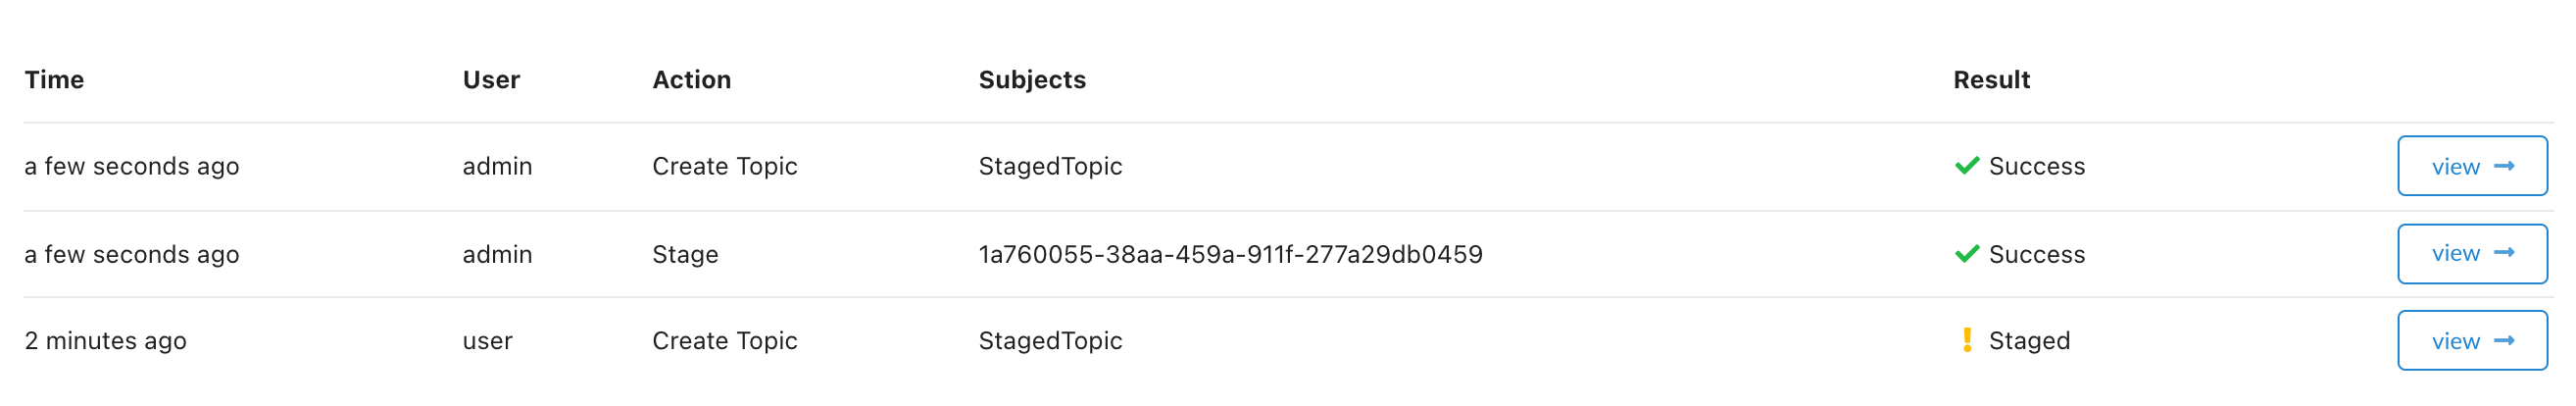 Time User Action Subjects Result
a few seconds ago admin Create Topic StagedTopic Success view
a few seconds ago admin Stage 1a760055-38aa-459a-911f-277a29db0459 Success view
2 minutes ago user Create Topic StagedTopic Staged view